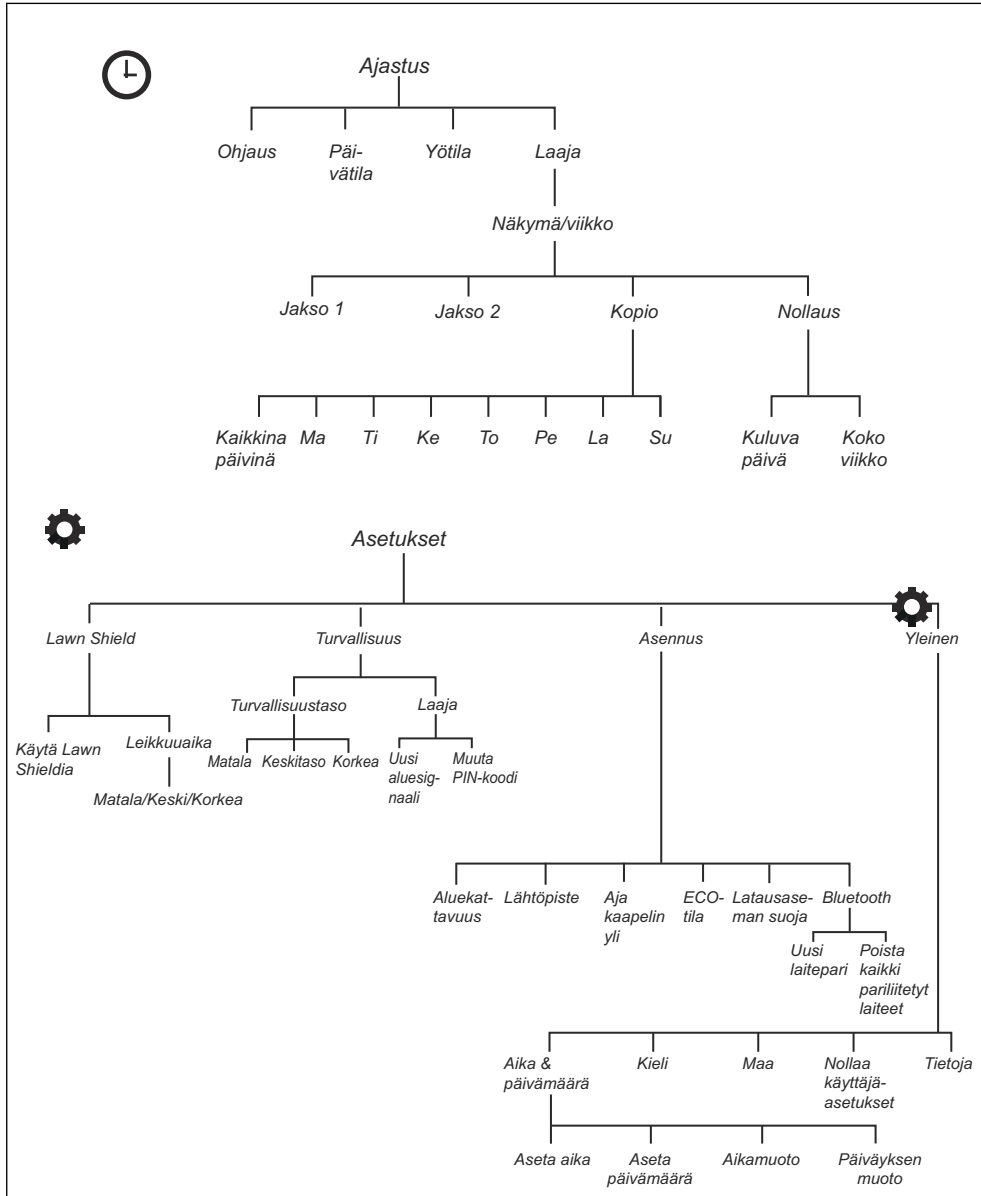 Ajastus
Ohjaus
Päi-
vätila
Yötila
Laaja
Näkymä/viikko
Jakso 1
Jakso 2
Kopio
Nollaus
Kaikkina
päivinä
Ma
Ti
Ke
To
Pe
La
Su
Kuluva
päivä
Koko
viikko
Asetukset
Lawn Shield
Turvallisuus
Asennus
Yleinen
Käytä Lawn
Shieldia
Leikkuuaika
Matala/Keski/Korkea
Turvallisuustaso
Laaja
Matala
Keskitaso
Korkea
Uusi
aluesig-
naali
Muuta
PIN-koodi
Aluekat-
tavuus
Lähtöpiste
Aja
kaapelin
yli
ECO-
tila
Latausase-
man suoja
Bluetooth
Uusi
laitepari
Poista
kaikki
pariliitetyt
laiteet
Aika &
päivämäärä
Kieli
Maa
Nollaa
käyttäjä-
asetukset
Tietoja
Aseta aika
Aseta
päivämäärä
Aikamuoto
Päiväyksen
muoto